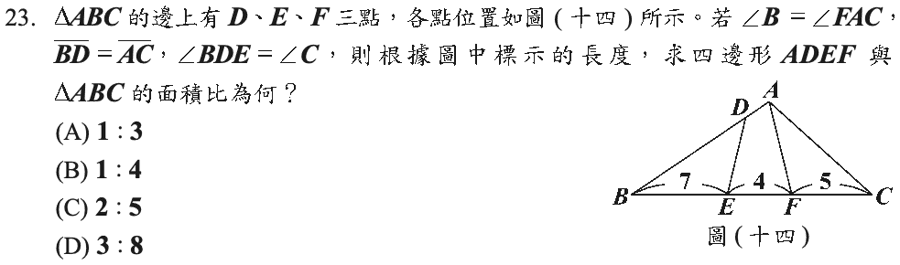 23. ΔABC 的邊上有 D、E、F 三點,各點位置如圖(十四)所示。若 ∠B = ∠FAC,
BD = AC,∠BDE = ∠C,則根據圖中標示的長度,求四邊形 ADEF 與
ΔABC 的面積比為何?
(A) 1:3
(B) 1:4
(C) 2:5
(D) 3:8
A
D
7 4 5
B E F C
圖(十四)